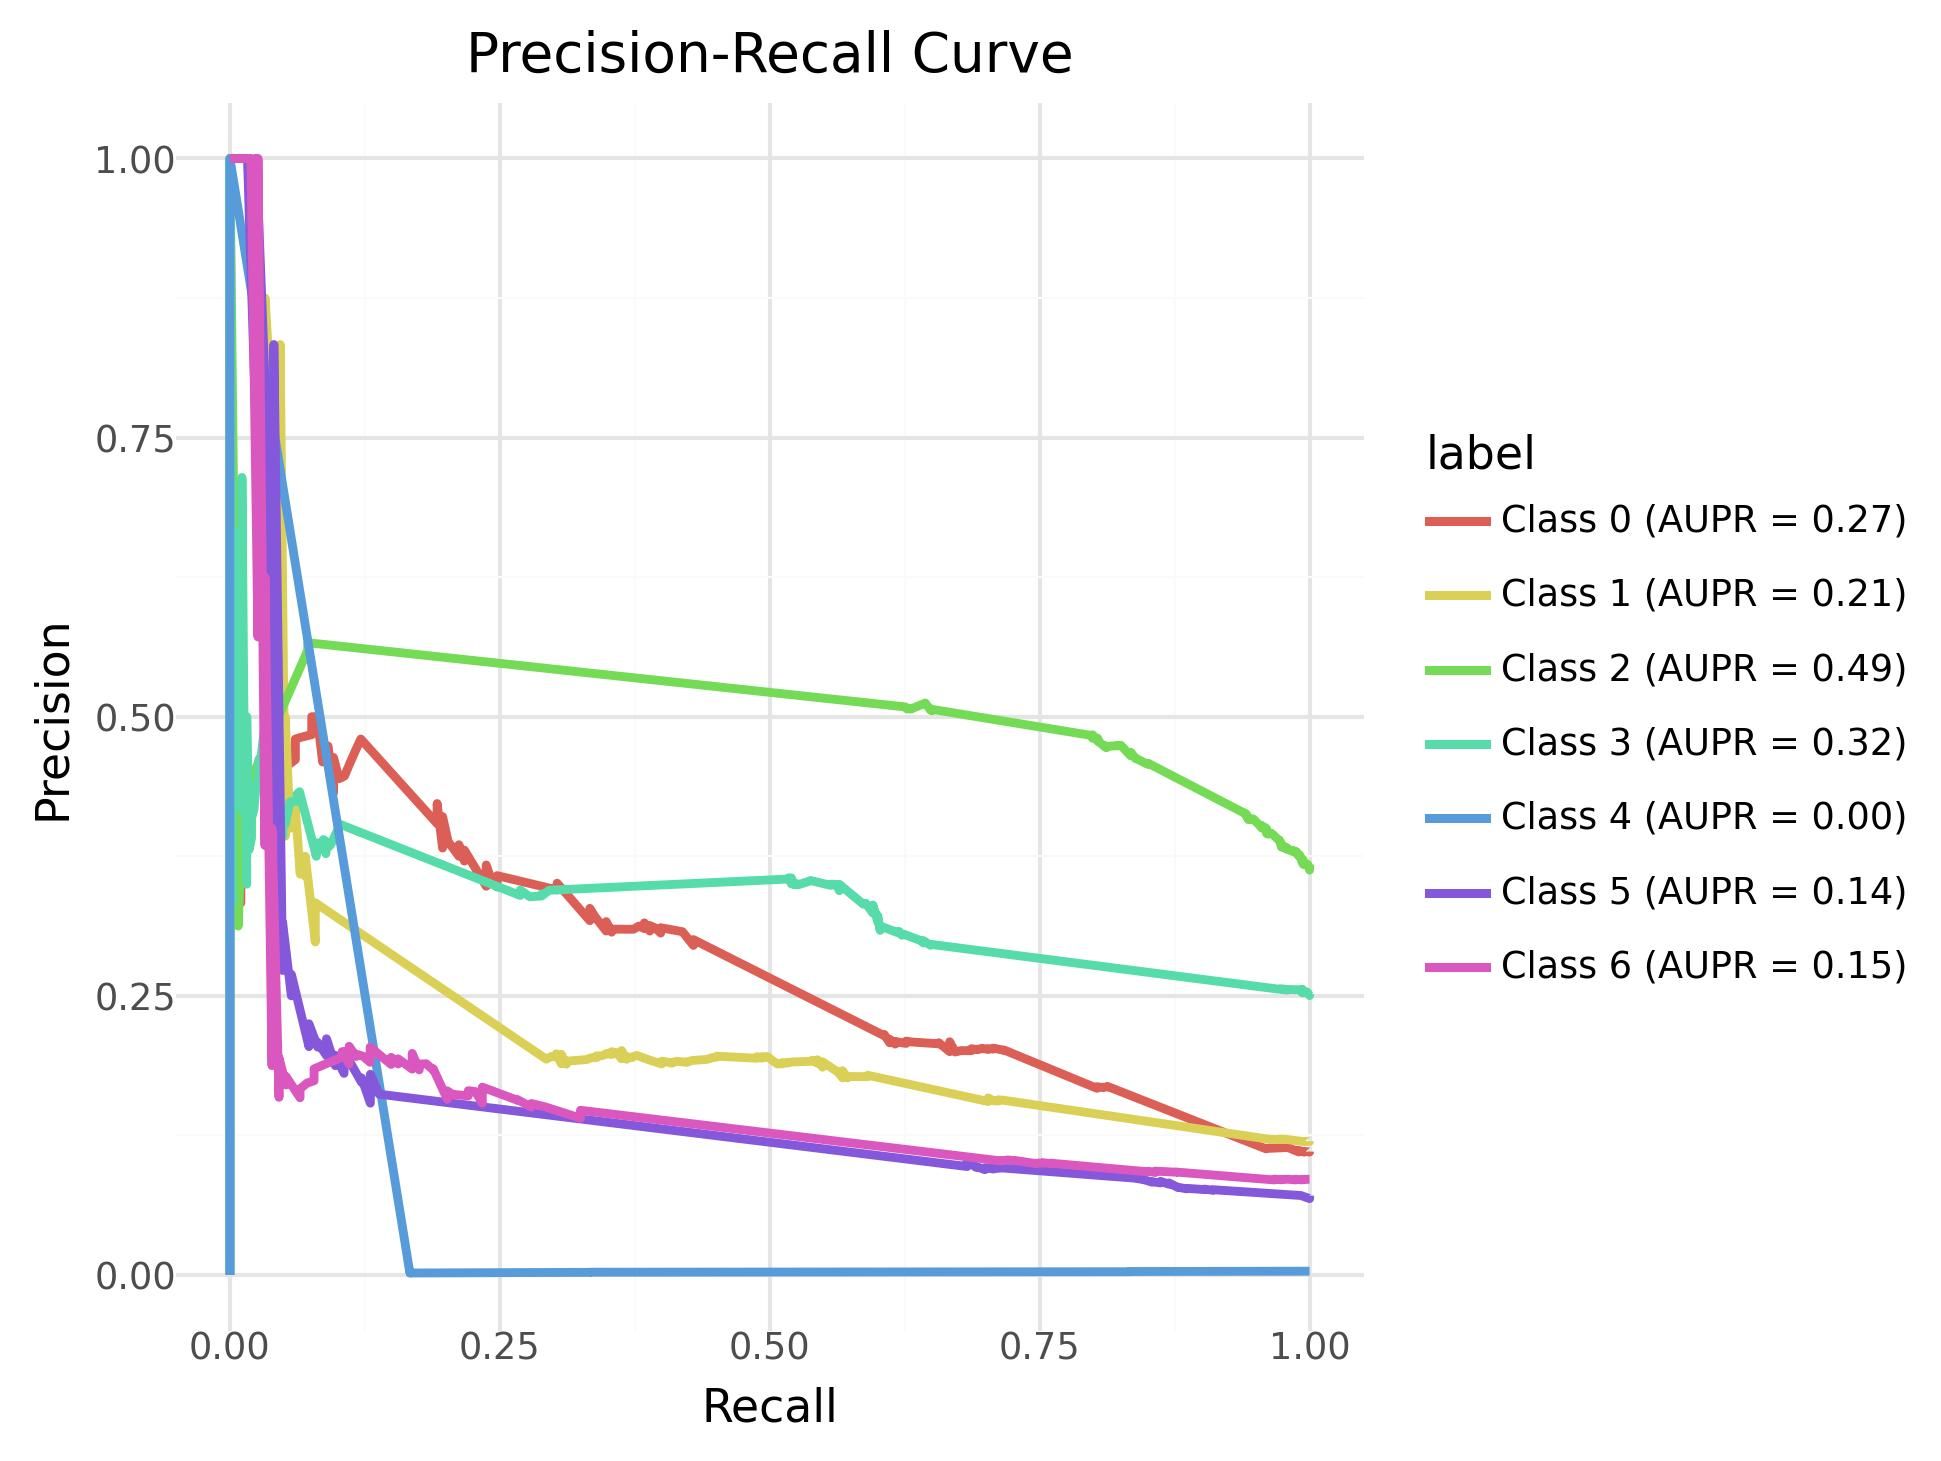 Precision-Recall Curve
1.00
0.75
0.50
0.25
0.00
Precision
0.00 0.25 0.50 0.75 1.00
Recall
label
Class 0 (AUPR = 0.27)
Class 1 (AUPR = 0.21)
Class 2 (AUPR = 0.49)
Class 3 (AUPR = 0.32)
Class 4 (AUPR = 0.00)
Class 5 (AUPR = 0.14)
Class 6 (AUPR = 0.15)